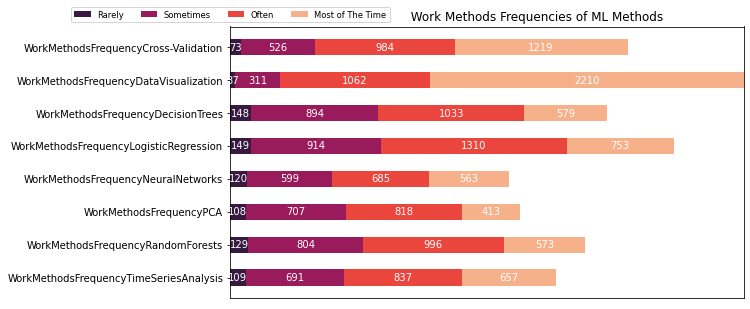 Rarely Sometimes Often Most of The Time
Work Methods Frequencies of ML Methods
WorkMethodsFrequencyCross-Validation 73 526 984 1219
WorkMethodsFrequencyDataVisualization 37 311 1062 2210
WorkMethodsFrequencyDecisionTrees 148 894 1033 579
WorkMethodsFrequencyLogisticRegression 149 914 1310 753
WorkMethodsFrequencyNeuralNetworks 120 599 685 563
WorkMethodsFrequencyPCA 108 707 818 413
WorkMethodsFrequencyRandomForests 129 804 996 573
WorkMethodsFrequencyTimeSeriesAnalysis 109 691 837 657